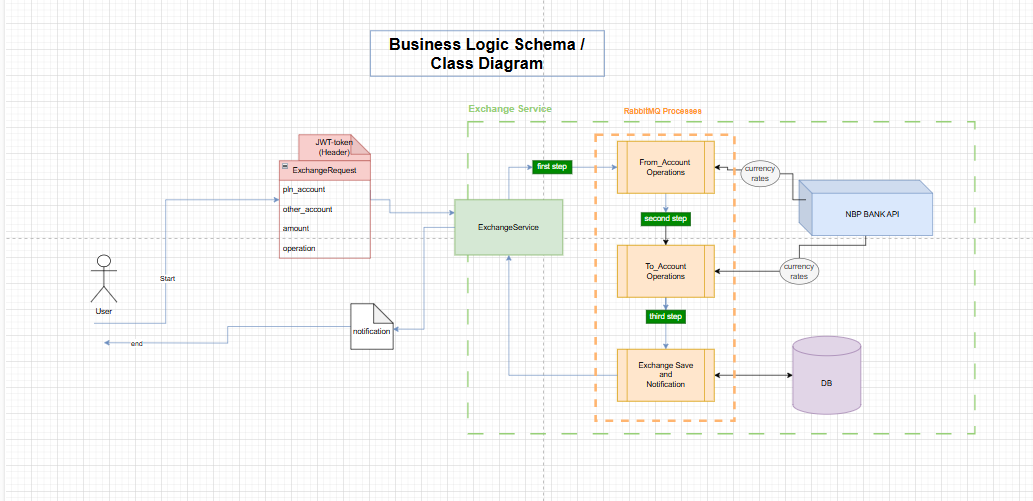 Business Logic Schema /
Class Diagram
Exchange Service
RabbitMQ Processes
JWT-token
(Header)
ExchangeRequest
pln_account
other_account
amount
operation
first step
From_Account
Operations
currency
rates
NBP BANK API
second step
ExchangeService
To_Account
Operations
currency
rates
Start
User
third step
notification
end
Exchange Save
and
Notification
DB